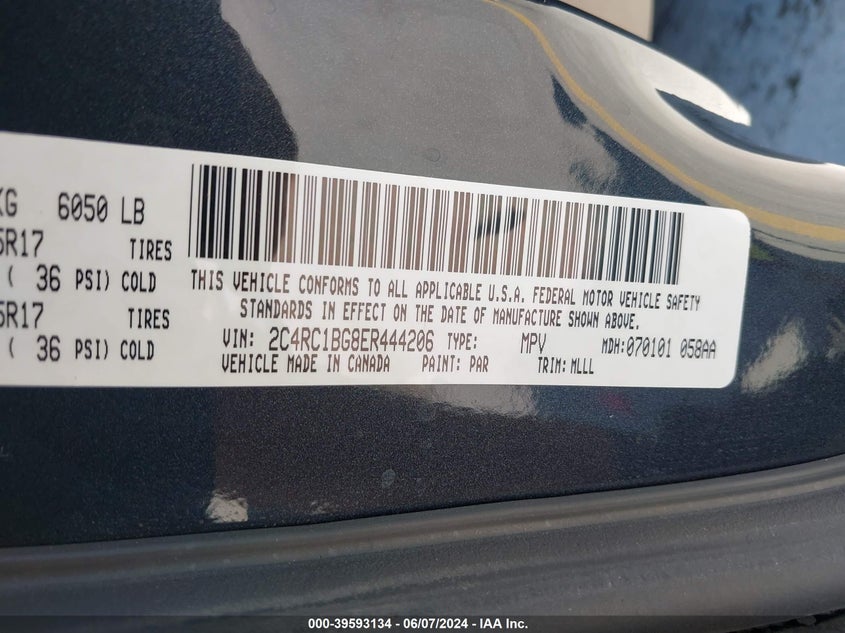 KG 6050 LB
5R17 TIRES
( 36 PSI) COLD
5R17 TIRES
( 36 PSI) COLD
THIS VEHICLE CONFORMS TO ALL APPLICABLE U.S.A. FEDERAL MOTOR VEHICLE SAFETY
STANDARDS IN EFFECT ON THE DATE OF MANUFACTURE SHOWN ABOVE.
VIN: 2C4RC1BG8ER444206 TYPE: MPV MDH:070101 058AA
VEHICLE MADE IN CANADA PAINT: PAR TRIM: MLLL
000-39593134 - 06/07/2024 - IAA Inc.